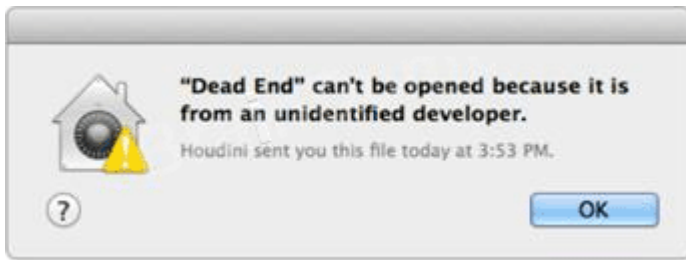 “Dead End” can't be opened because it is
from an unidentified developer.
Houdini sent you this file today at 3:53 PM.
?
OK